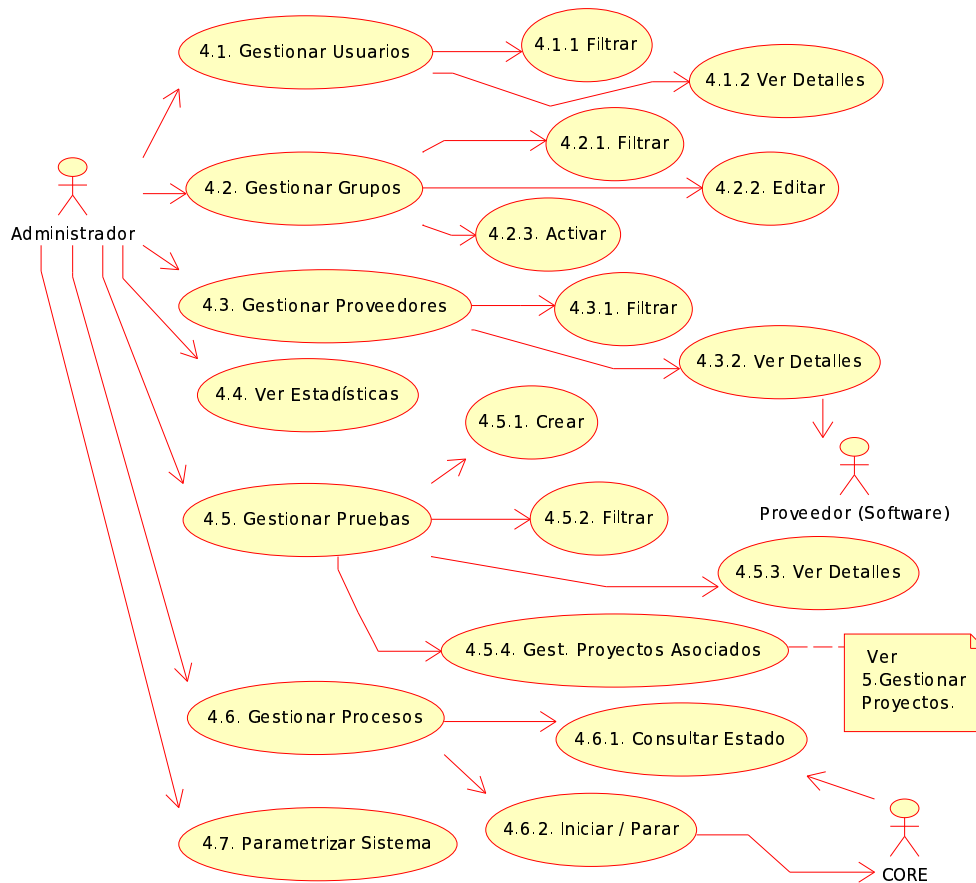 4.1. Gestionar Usuarios
4.1.1 Filtrar
4.1.2 Ver Detalles
4.2.1. Filtrar
4.2. Gestionar Grupos
4.2.2. Editar
Administrador
4.2.3. Activar
4.3. Gestionar Proveedores
4.3.1. Filtrar
4.3.2. Ver Detalles
4.4. Ver Estadísticas
4.5.1. Crear
Proveedor (Software)
4.5. Gestionar Pruebas
4.5.2. Filtrar
4.5.3. Ver Detalles
4.5.4. Gest. Proyectos Asociados
Ver
5.Gestionar
Proyectos.
4.6. Gestionar Procesos
4.6.1. Consultar Estado
4.6.2. Iniciar / Parar
4.7. Parametrizar Sistema
CORE